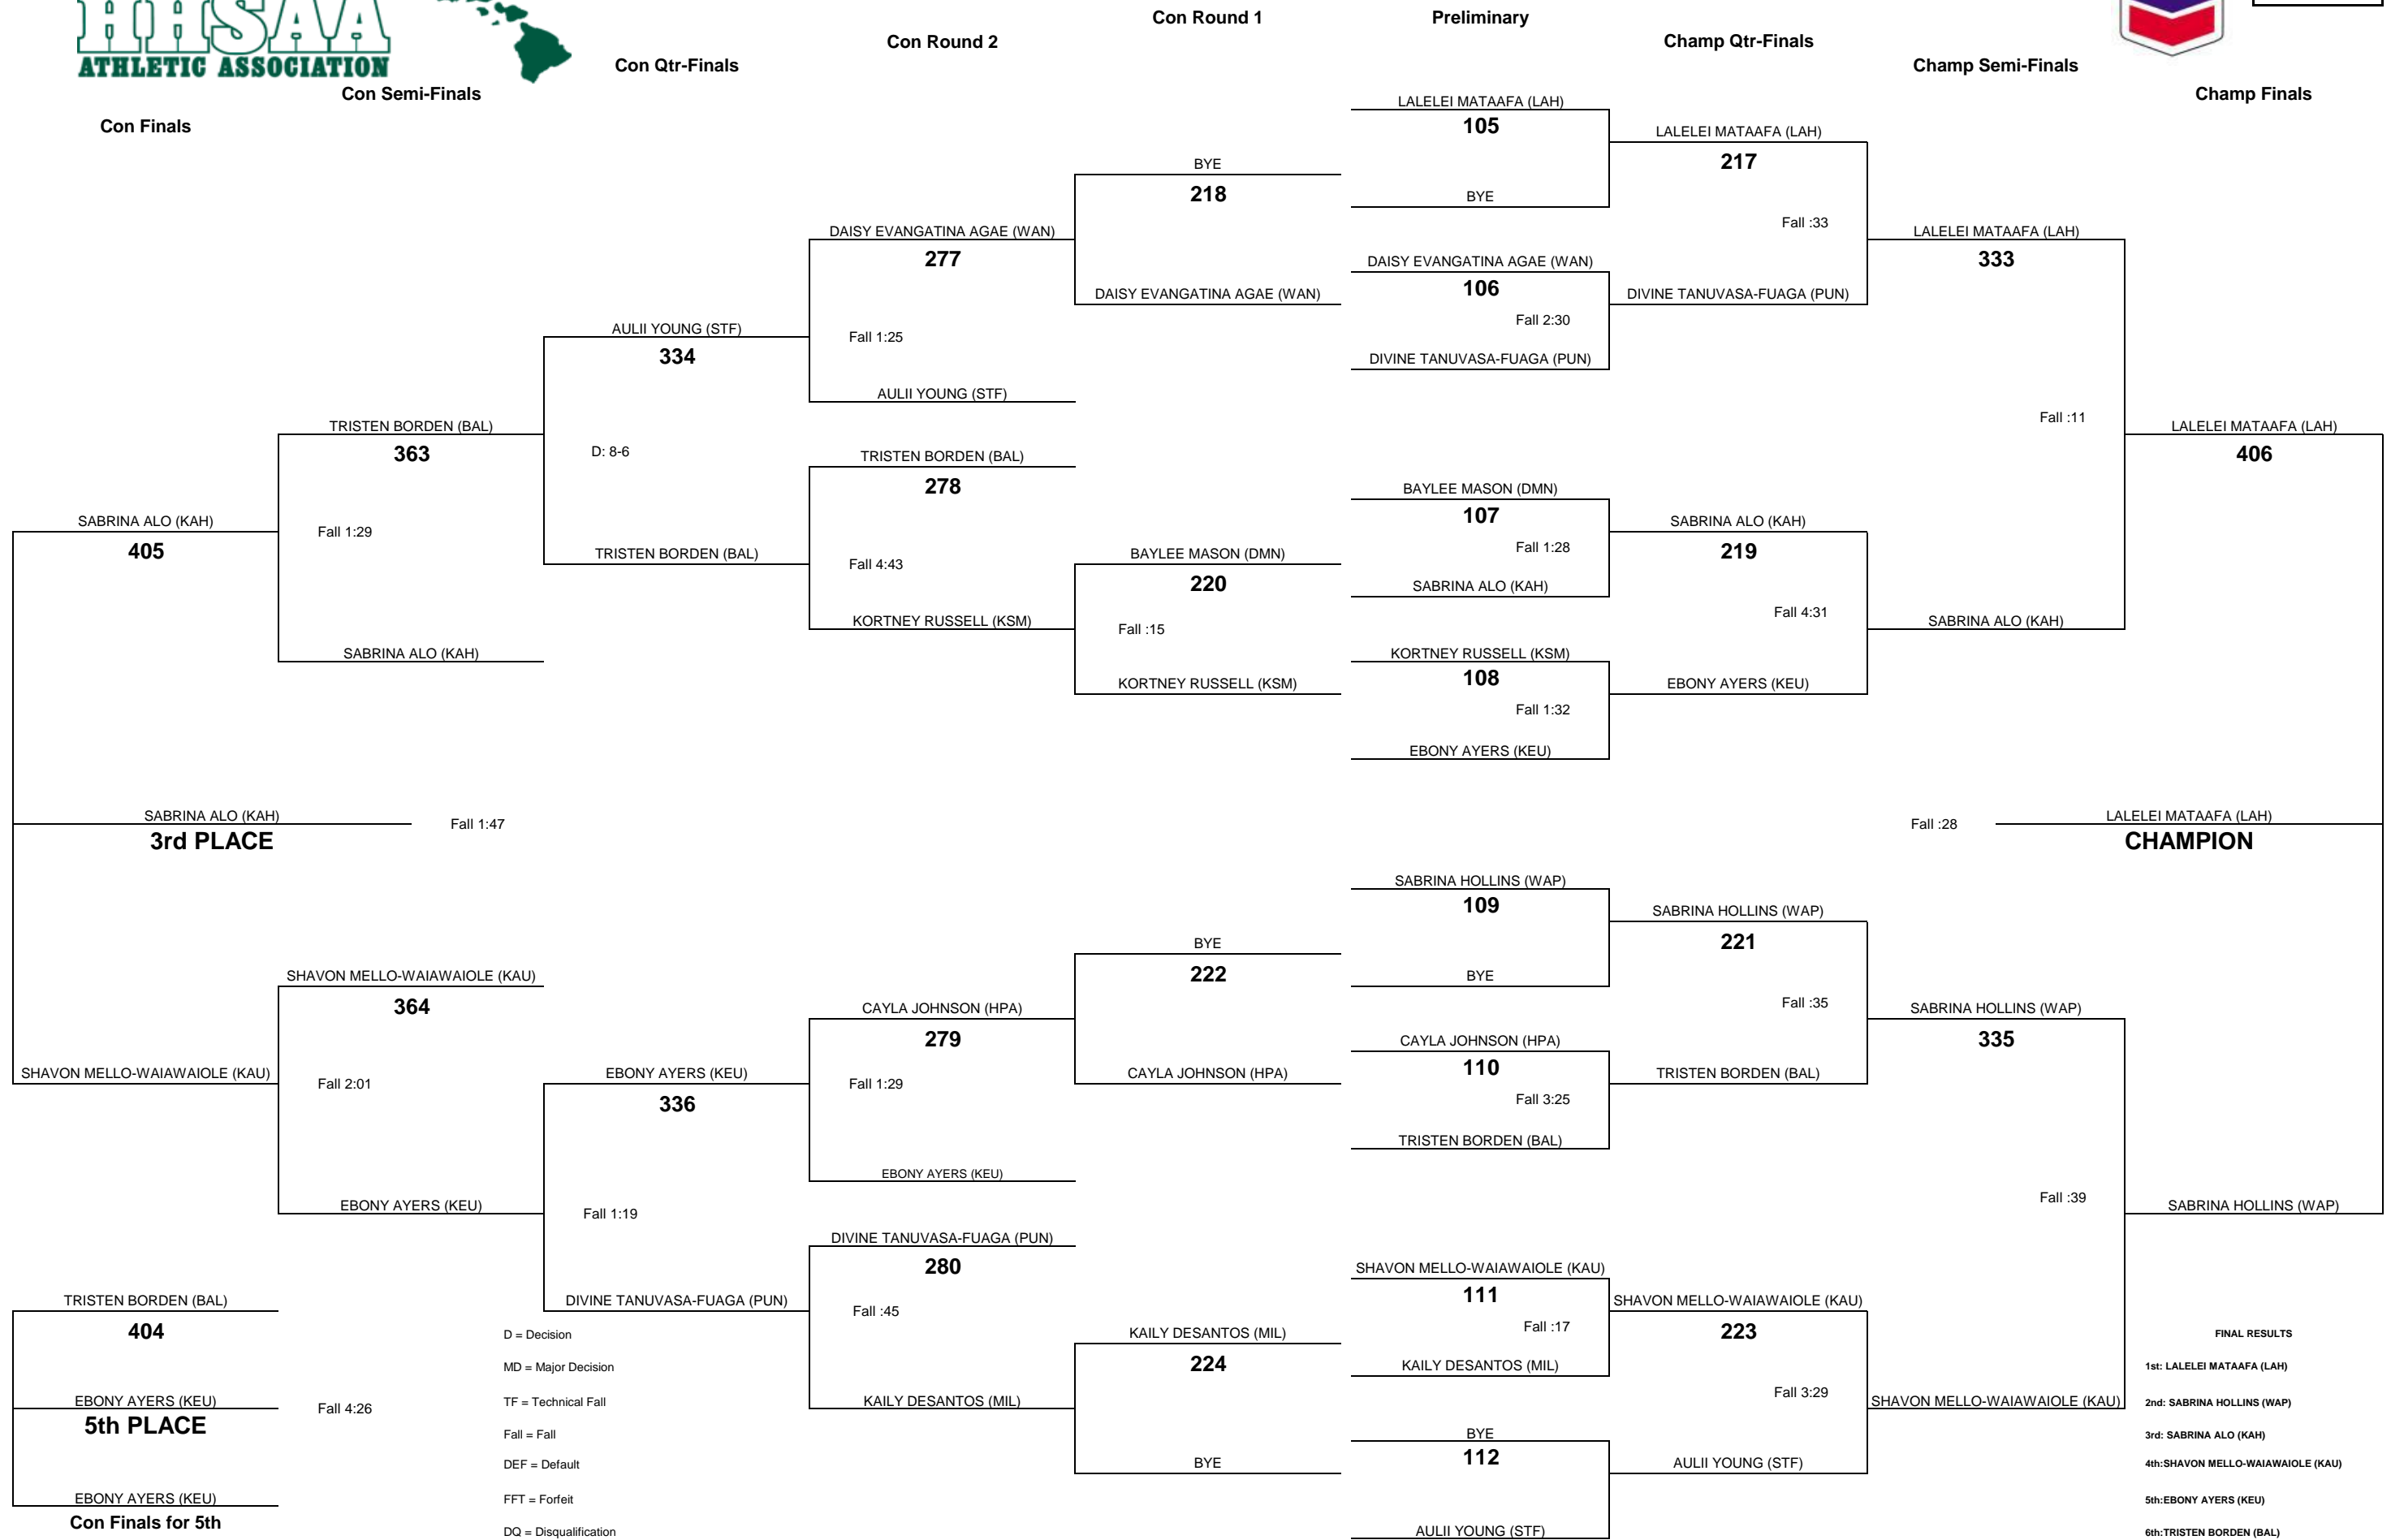 HHSAA
ATHLETIC ASSOCIATION
Con Finals
Con Semi-Finals
Con Qtr-Finals
Con Round 2
Con Round 1
Preliminary
Champ Qtr-Finals
Champ Semi-Finals
Champ Finals
LALELEI MATAAFA (LAH)
105
BYE
DAISY EVANGATINA AGAE (WAN)
106
Fall 2:30
DIVINE TANUVASA-FUAGA (PUN)
BAYLEE MASON (DMN)
107
Fall 1:28
SABRINA ALO (KAH)
KORTNEY RUSSELL (KSM)
108
Fall 1:32
EBONY AYERS (KEU)
SABRINA HOLLINS (WAP)
109
BYE
CAYLA JOHNSON (HPA)
110
Fall 3:25
TRISTEN BORDEN (BAL)
SHAVON MELLO-WAIAWAIOLE (KAU)
111
Fall :17
KAILY DESANTOS (MIL)
BYE
112
AULII YOUNG (STF)
LALELEI MATAAFA (LAH)
217
Fall :33
DIVINE TANUVASA-FUAGA (PUN)
SABRINA ALO (KAH)
219
Fall 4:31
EBONY AYERS (KEU)
SABRINA HOLLINS (WAP)
221
Fall :35
TRISTEN BORDEN (BAL)
SHAVON MELLO-WAIAWAIOLE (KAU)
223
Fall 3:29
AULII YOUNG (STF)
LALELEI MATAAFA (LAH)
333
Fall :11
SABRINA ALO (KAH)
SABRINA HOLLINS (WAP)
335
Fall :39
SHAVON MELLO-WAIAWAIOLE (KAU)
LALELEI MATAAFA (LAH)
406
Fall :28
LALELEI MATAAFA (LAH)
CHAMPION
SABRINA HOLLINS (WAP)
BYE
218
DAISY EVANGATINA AGAE (WAN)
BAYLEE MASON (DMN)
220
Fall :15
KORTNEY RUSSELL (KSM)
BYE
222
CAYLA JOHNSON (HPA)
KAILY DESANTOS (MIL)
224
BYE
DAISY EVANGATINA AGAE (WAN)
277
Fall 1:25
AULII YOUNG (STF)
TRISTEN BORDEN (BAL)
278
Fall 4:43
KORTNEY RUSSELL (KSM)
CAYLA JOHNSON (HPA)
279
Fall 1:29
EBONY AYERS (KEU)
DIVINE TANUVASA-FUAGA (PUN)
280
Fall :45
KAILY DESANTOS (MIL)
AULII YOUNG (STF)
334
D: 8-6
TRISTEN BORDEN (BAL)
EBONY AYERS (KEU)
336
Fall 1:19
DIVINE TANUVASA-FUAGA (PUN)
TRISTEN BORDEN (BAL)
363
Fall 1:29
SABRINA ALO (KAH)
SHAVON MELLO-WAIAWAIOLE (KAU)
364
Fall 2:01
EBONY AYERS (KEU)
SABRINA ALO (KAH)
405
SABRINA ALO (KAH)
3rd PLACE
Fall 1:47
SHAVON MELLO-WAIAWAIOLE (KAU)
TRISTEN BORDEN (BAL)
404
EBONY AYERS (KEU)
5th PLACE
Fall 4:26
EBONY AYERS (KEU)
Con Finals for 5th
D = Decision
MD = Major Decision
TF = Technical Fall
Fall = Fall
DEF = Default
FFT = Forfeit
DQ = Disqualification
FINAL RESULTS
1st: LALELEI MATAAFA (LAH)
2nd: SABRINA HOLLINS (WAP)
3rd: SABRINA ALO (KAH)
4th:SHAVON MELLO-WAIAWAIOLE (KAU)
5th:EBONY AYERS (KEU)
6th:TRISTEN BORDEN (BAL)